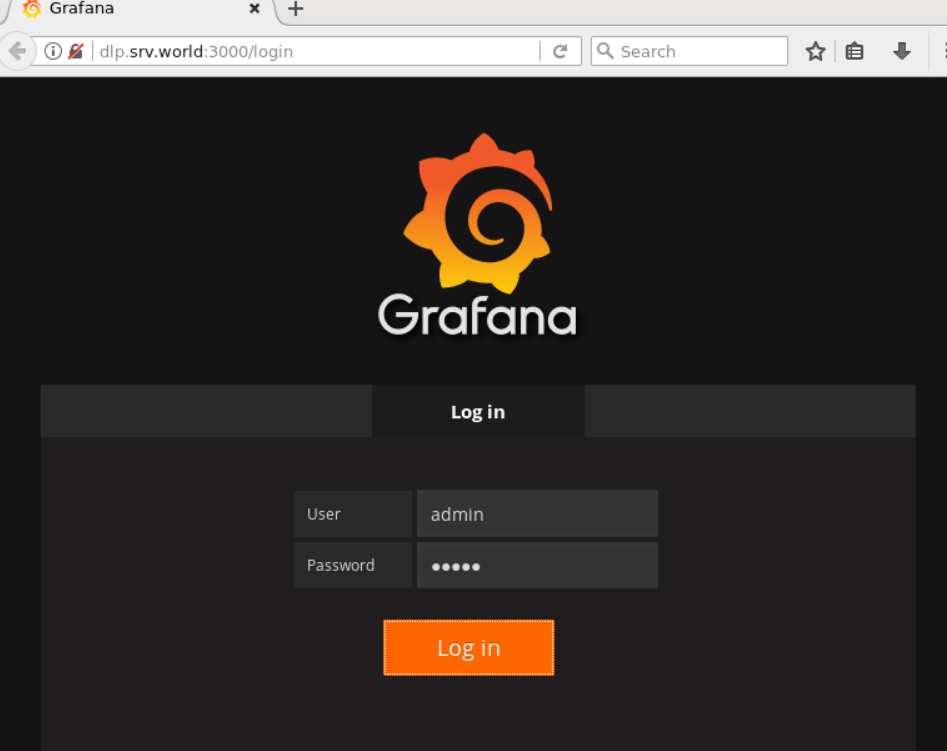 Grafana
dlp.srv.world:3000/login
Search
Grafana
Log in
User
admin
Password
•••••
Log in